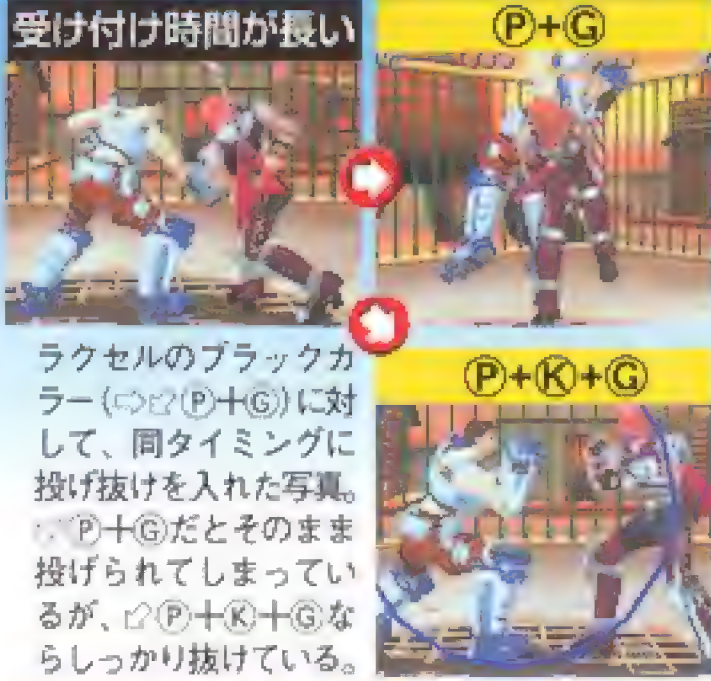 受け付け時間が長い
Ⓟ+Ⓖ
Ⓟ+Ⓚ+Ⓖ
ラクセルのブラックカ
ラー(⇨⬃Ⓟ+Ⓖ)に対
して、同タイミングに
投げ抜けを入れた写真。
Ⓟ+Ⓖだとそのまま
投げられてしまってい
るが、⬃Ⓟ+Ⓚ+Ⓖな
らしっかり抜けている。